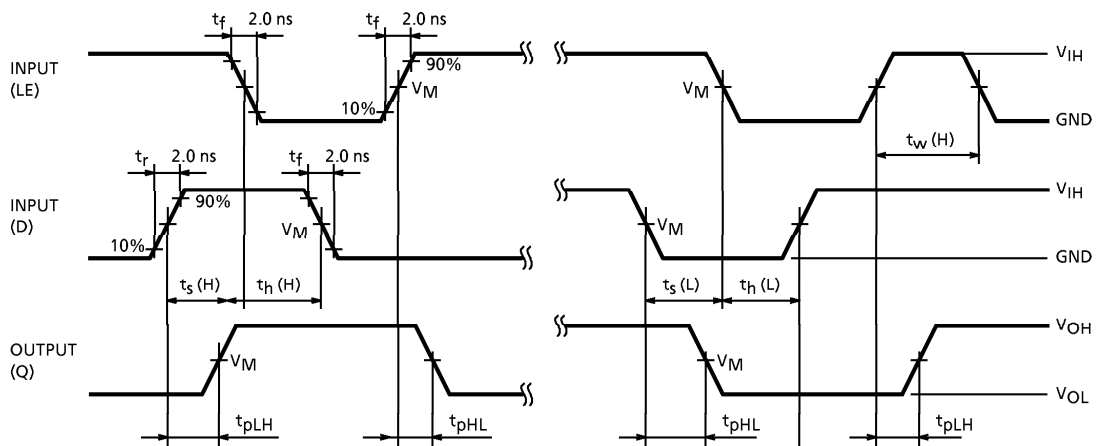 tf 2.0 ns tf 2.0 ns
INPUT
(LE)
90%
VM
10%
VM
VIH
GND
tw (H)
tr 2.0 ns tf 2.0 ns
INPUT
(D)
90%
VM
10%
VM
VIH
GND
ts (H) th (H) ts (L) th (L)
OUTPUT
(Q)
VM
VM
VOH
VOL
tpLH tpHL tpHL tpLH